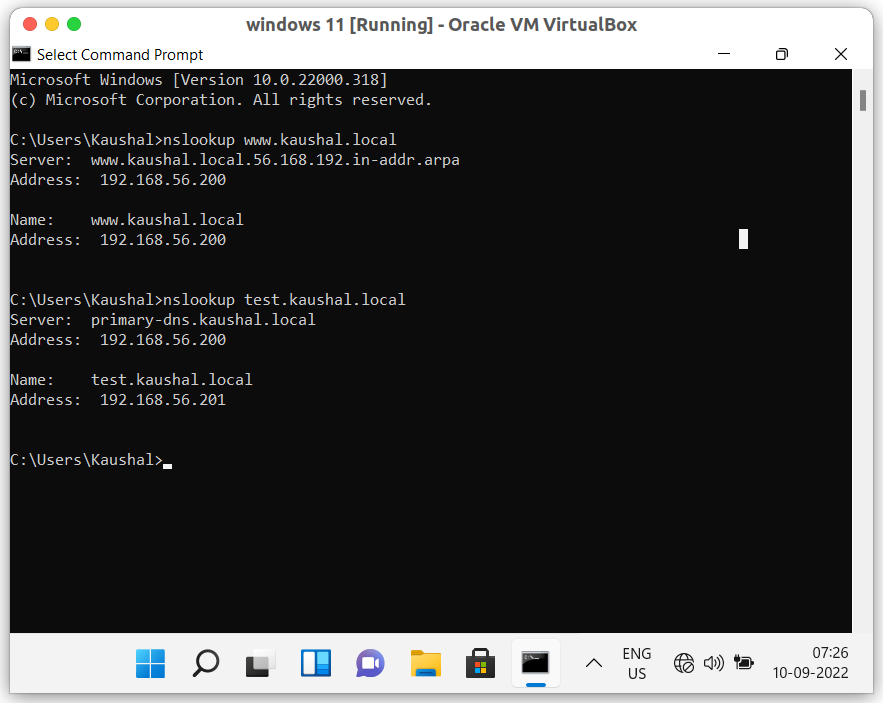 windows 11 [Running] - Oracle VM VirtualBox
Select Command Prompt
Microsoft Windows [Version 10.0.22000.318]
(c) Microsoft Corporation. All rights reserved.
C:\Users\Kaushal>nslookup www.kaushal.local
Server:  www.kaushal.local.56.168.192.in-addr.arpa
Address:  192.168.56.200
Name:    www.kaushal.local
Address:  192.168.56.200
C:\Users\Kaushal>nslookup test.kaushal.local
Server:  primary-dns.kaushal.local
Address:  192.168.56.200
Name:    test.kaushal.local
Address:  192.168.56.201
C:\Users\Kaushal>
ENG
US
07:26
10-09-2022